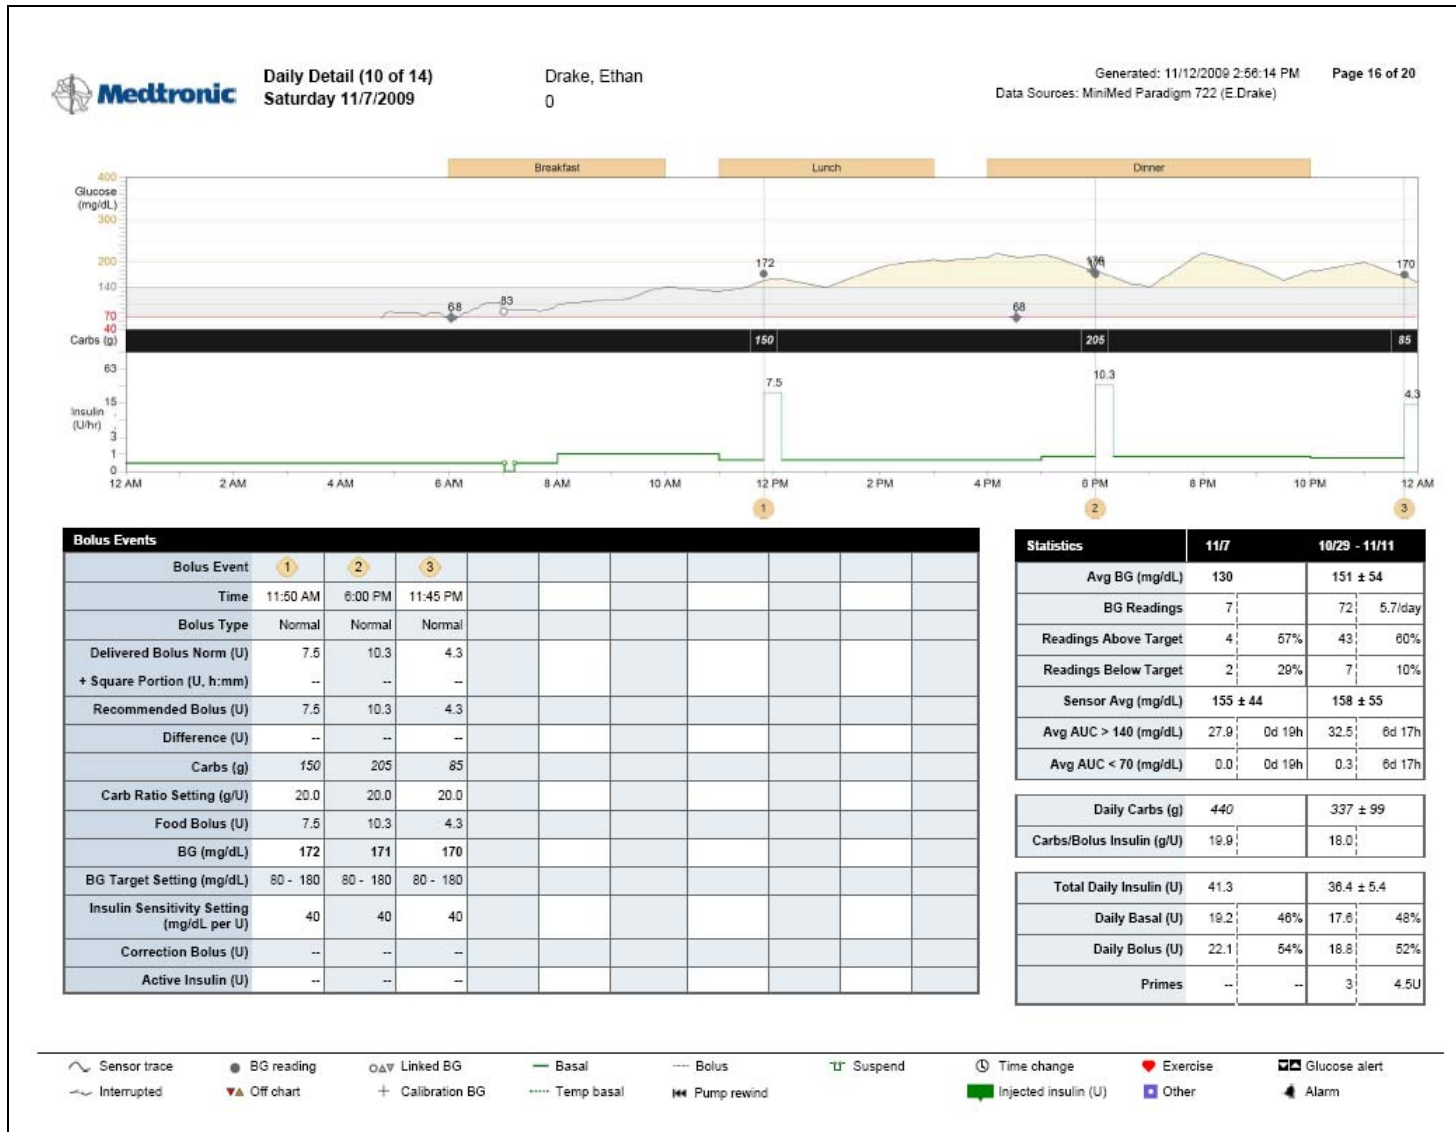 Medtronic
Daily Detail (10 of 14)
Saturday 11/7/2009
Drake, Ethan
0
Generated: 11/12/2009 2:56:14 PM Page 16 of 20
Data Sources: MiniMed Paradigm 722 (E.Drake)
Breakfast Lunch Dinner
400
Glucose
(mg/dL)
300
200
140
70
40
68 83 172 68 170
Carbs (g) 150 205 85
63
15
Insulin
(U/hr)
3
1
0
7.5 10.3 4.3
12 AM 2 AM 4 AM 6 AM 8 AM 10 AM 12 PM 2 PM 4 PM 6 PM 8 PM 10 PM 12 AM
1 2 3
Bolus Events
Bolus Event 1 2 3
Time 11:50 AM 6:00 PM 11:45 PM
Bolus Type Normal Normal Normal
Delivered Bolus Norm (U) 7.5 10.3 4.3
+ Square Portion (U, h:mm) -- -- --
Recommended Bolus (U) 7.5 10.3 4.3
Difference (U) -- -- --
Carbs (g) 150 205 85
Carb Ratio Setting (g/U) 20.0 20.0 20.0
Food Bolus (U) 7.5 10.3 4.3
BG (mg/dL) 172 171 170
BG Target Setting (mg/dL) 80 - 180 80 - 180 80 - 180
Insulin Sensitivity Setting
(mg/dL per U) 40 40 40
Correction Bolus (U) -- -- --
Active Insulin (U) -- -- --
Statistics 11/7 10/29 - 11/11
Avg BG (mg/dL) 130 151 ± 54
BG Readings 7 72 5.7/day
Readings Above Target 4 57% 43 60%
Readings Below Target 2 29% 7 10%
Sensor Avg (mg/dL) 155 ± 44 158 ± 55
Avg AUC > 140 (mg/dL) 27.9 0d 19h 32.5 6d 17h
Avg AUC < 70 (mg/dL) 0.0 0d 19h 0.3 6d 17h
Daily Carbs (g) 440 337 ± 99
Carbs/Bolus Insulin (g/U) 19.9 18.0
Total Daily Insulin (U) 41.3 36.4 ± 5.4
Daily Basal (U) 19.2 46% 17.6 48%
Daily Bolus (U) 22.1 54% 18.8 52%
Primes -- -- 3 4.5U
Sensor trace BG reading Linked BG Basal Bolus Suspend Time change Exercise Glucose alert
Interrupted Off chart Calibration BG Temp basal Pump rewind Injected insulin (U) Other Alarm